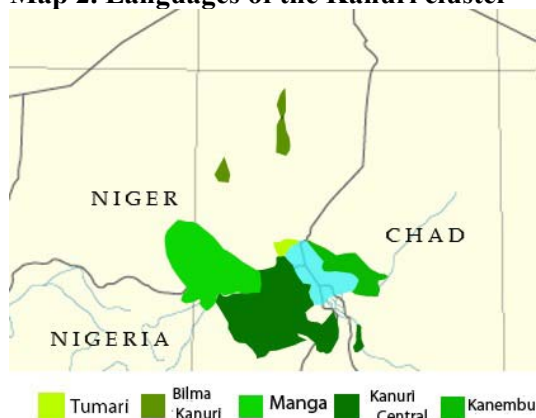 Map 2. Languages of the Kanuri cluster
NIGER
CHAD
NIGERIA
Tumari
Bilma
Kanuri
Manga
Kanuri
Central
Kanembu